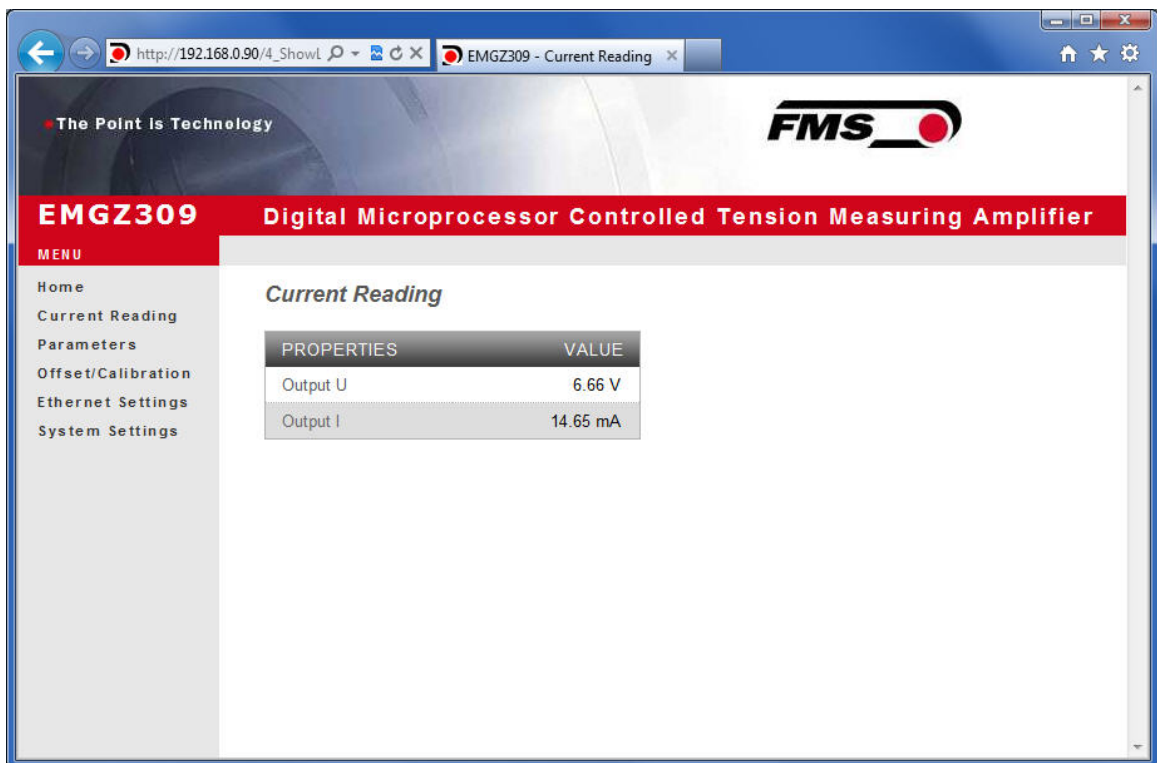 http://192.168.0.90/4_ShowL
EMGZ309 - Current Reading
The Point is Technology
FMS
EMGZ309
Digital Microprocessor Controlled Tension Measuring Amplifier
MENU
Home
Current Reading
Parameters
Offset/Calibration
Ethernet Settings
System Settings
Current Reading
PROPERTIES VALUE
Output U 6.66 V
Output I 14.65 mA